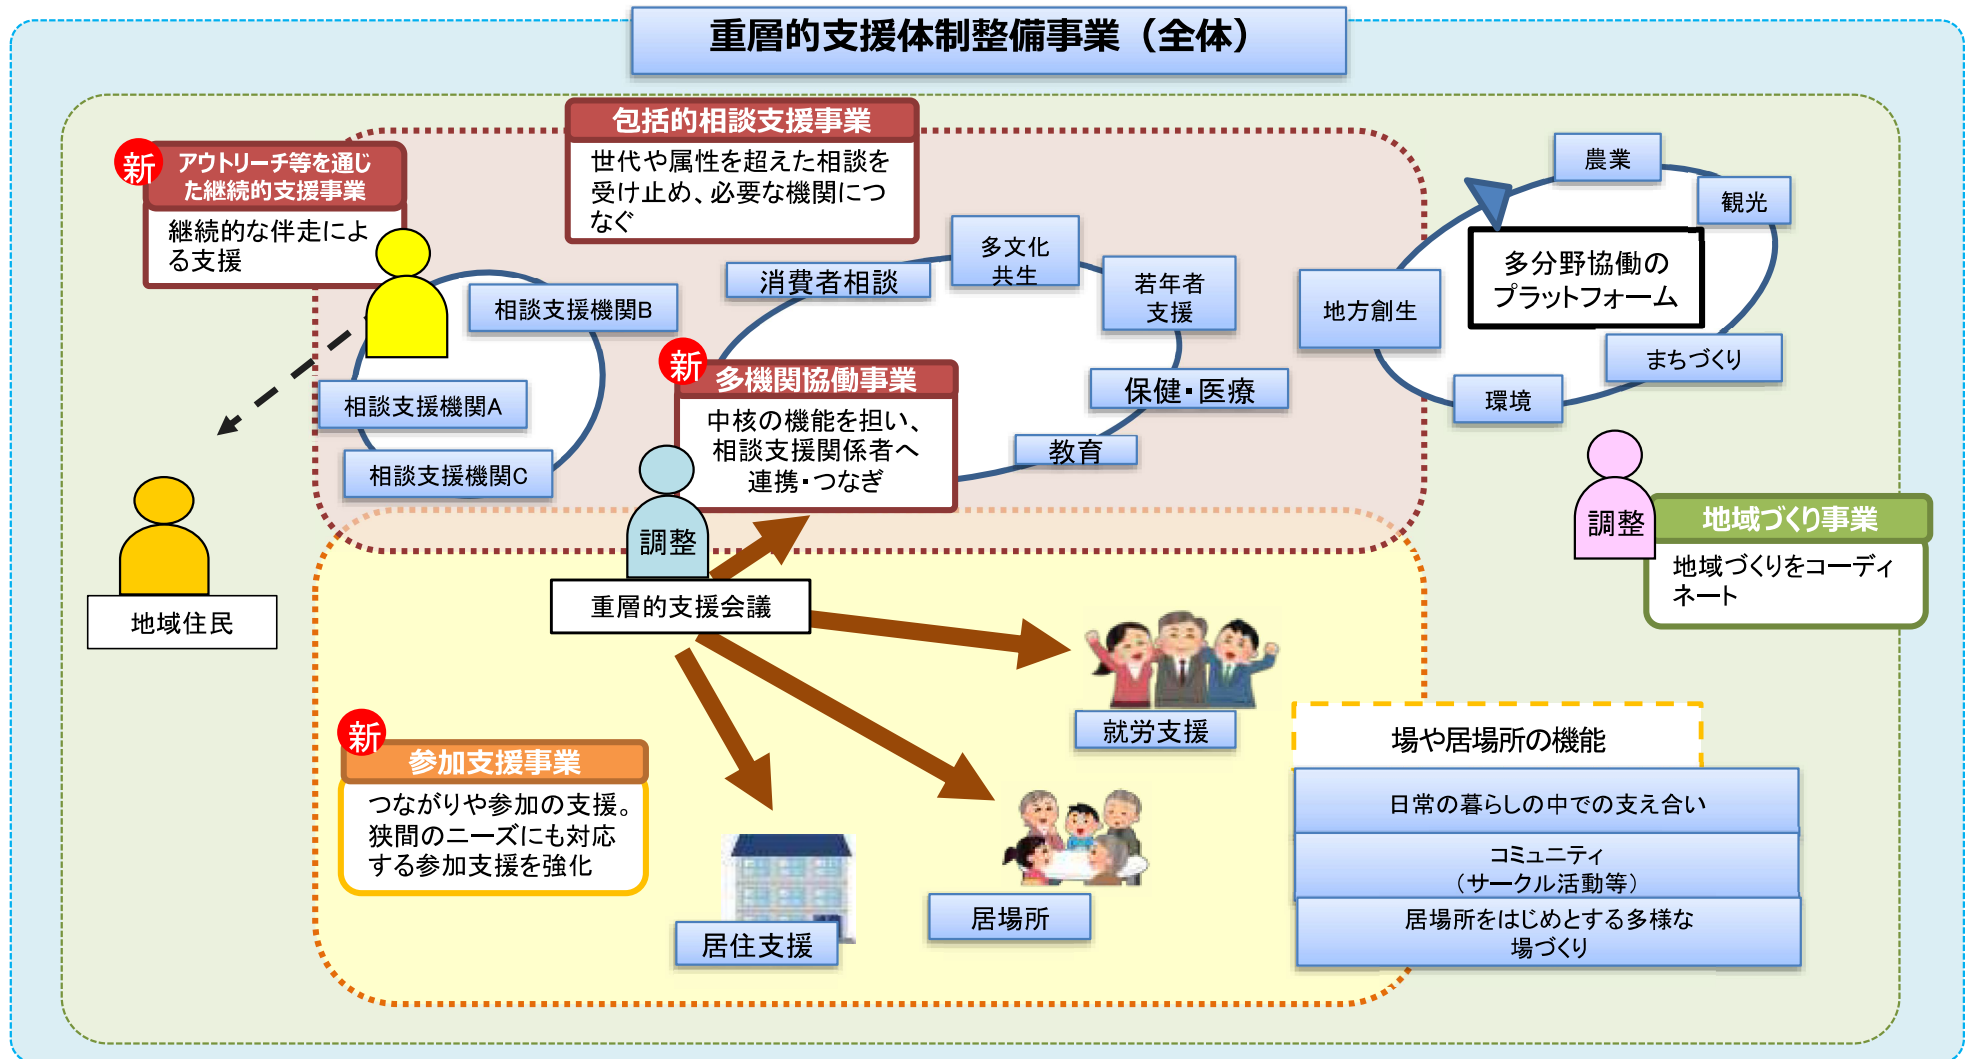 重層的支援体制整備事業（全体）
新
アウトリーチ等を通じ
た継続的支援事業
継続的な伴走によ
る支援
包括的相談支援事業
世代や属性を超えた相談を
受け止め、必要な機関につ
なぐ
相談支援機関B
相談支援機関A
相談支援機関C
消費者相談
多文化
共生
若年者
支援
保健・医療
教育
新
多機関協働事業
中核の機能を担い、
相談支援関係者へ
連携・つなぎ
調整
重層的支援会議
農業
観光
地方創生
多分野協働の
プラットフォーム
まちづくり
環境
調整
地域づくり事業
地域づくりをコーディ
ネート
地域住民
新
参加支援事業
つながりや参加の支援。
狭間のニーズにも対応
する参加支援を強化
就労支援
居場所
居住支援
場や居場所の機能
日常の暮らしの中での支え合い
コミュニティ
（サークル活動等）
居場所をはじめとする多様な
場づくり